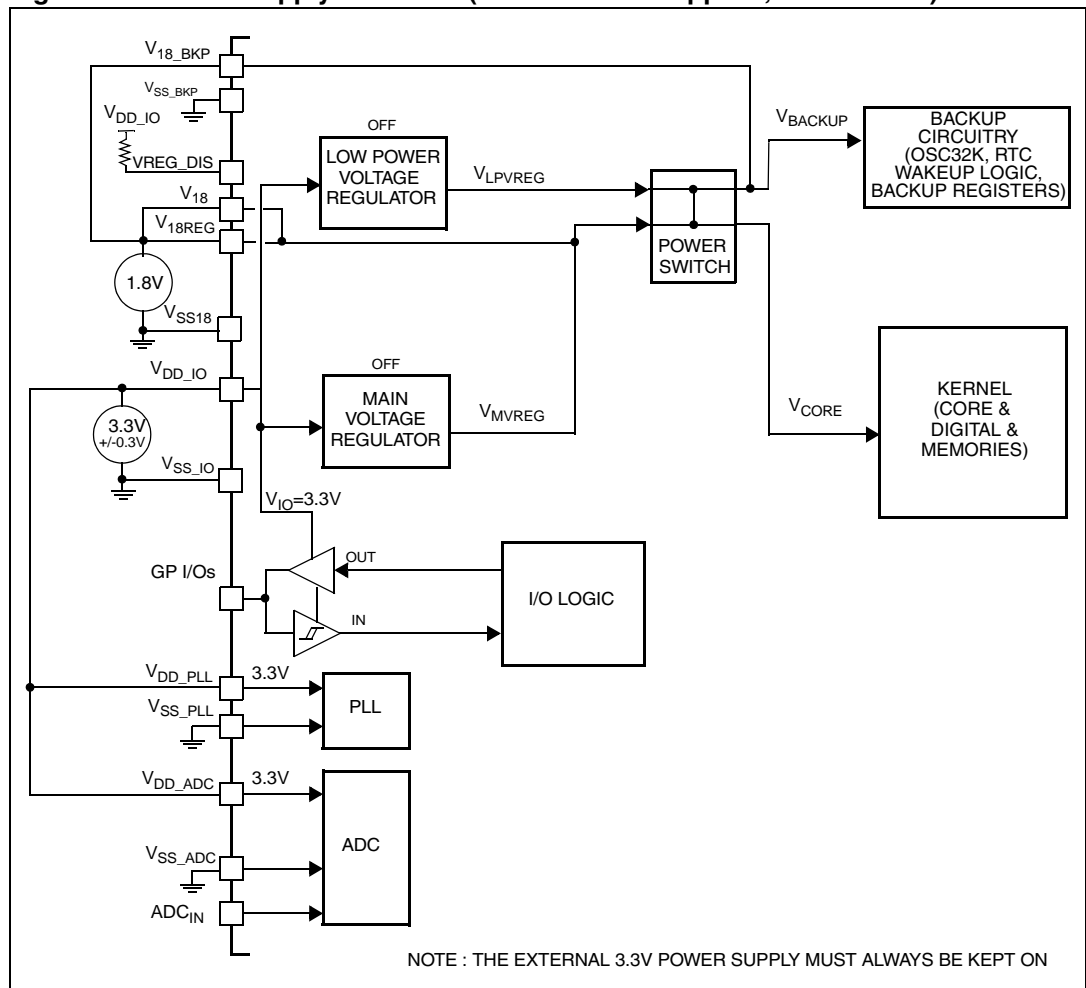 V18_BKP
VSS_BKP
VDD_IO
VREG_DIS
V18
V18REG
1.8V
VSS18
VDD_IO
3.3V
+/-0.3V
VSS_IO
GP I/Os
VDD_PLL
VSS_PLL
VDD_ADC
VSS_ADC
ADCIN
OFF
LOW POWER
VOLTAGE
REGULATOR
VLPVREG
POWER
SWITCH
VBACKUP
BACKUP
CIRCUITRY
(OSC32K, RTC
WAKEUP LOGIC,
BACKUP REGISTERS)
OFF
MAIN
VOLTAGE
REGULATOR
VMVREG
VCORE
KERNEL
(CORE &
DIGITAL &
MEMORIES)
VIO=3.3V
OUT
IN
I/O LOGIC
3.3V
PLL
3.3V
ADC
NOTE : THE EXTERNAL 3.3V POWER SUPPLY MUST ALWAYS BE KEPT ON